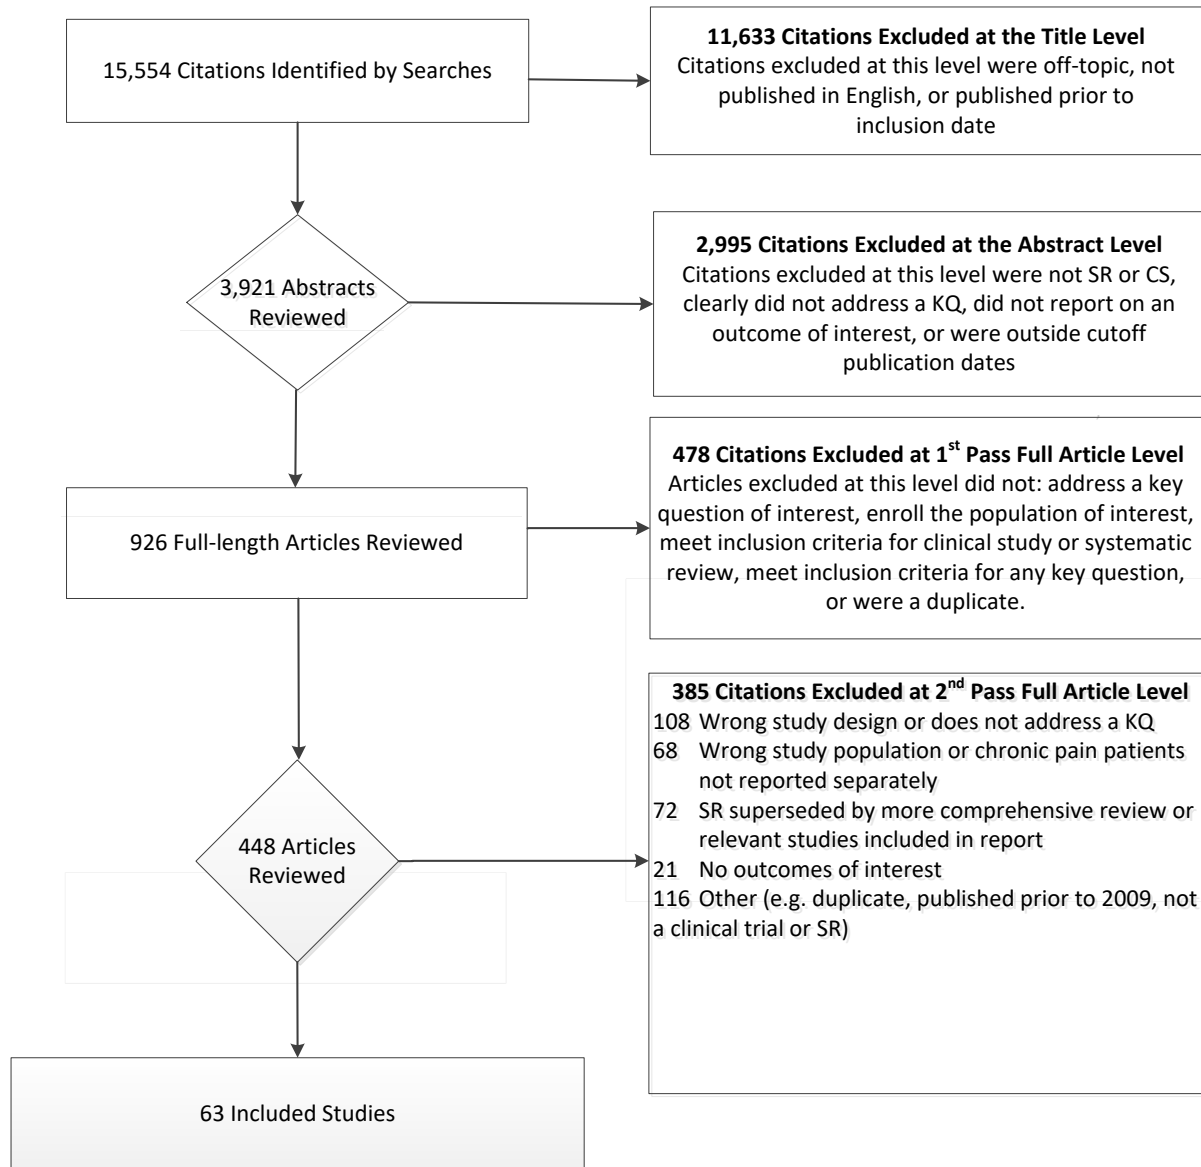 15,554 Citations Identified by Searches
11,633 Citations Excluded at the Title Level
Citations excluded at this level were off-topic, not
published in English, or published prior to
inclusion date
3,921 Abstracts
Reviewed
2,995 Citations Excluded at the Abstract Level
Citations excluded at this level were not SR or CS,
clearly did not address a KQ, did not report on an
outcome of interest, or were outside cutoff
publication dates
926 Full-length Articles Reviewed
478 Citations Excluded at 1st Pass Full Article Level
Articles excluded at this level did not: address a key
question of interest, enroll the population of interest,
meet inclusion criteria for clinical study or systematic
review, meet inclusion criteria for any key question,
or were a duplicate.
448 Articles
Reviewed
385 Citations Excluded at 2nd Pass Full Article Level
108 Wrong study design or does not address a KQ
68 Wrong study population or chronic pain patients
not reported separately
72 SR superseded by more comprehensive review or
relevant studies included in report
21 No outcomes of interest
116 Other (e.g. duplicate, published prior to 2009, not
a clinical trial or SR)
63 Included Studies